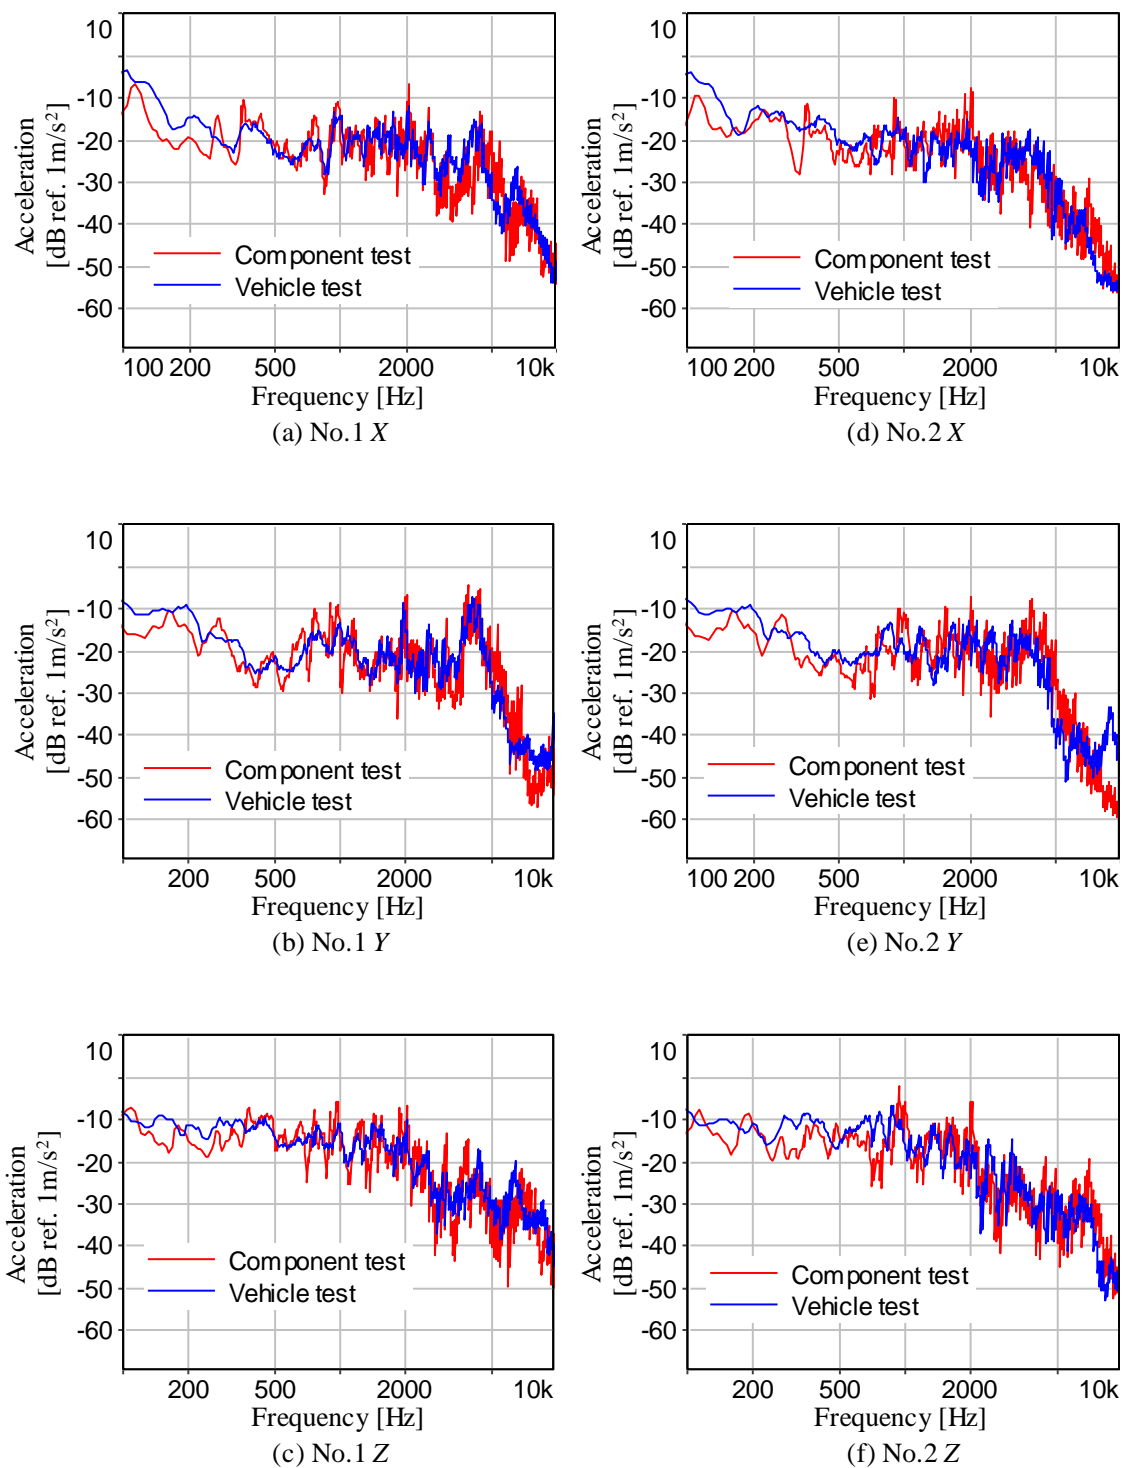 10
-10
-20
-30
-40
-50
-60
Acceleration
[dB ref. 1m/s²]
Component test
Vehicle test
100 200 500 2000 10k
Frequency [Hz]
(a) No.1 X
10
-10
-20
-30
-40
-50
-60
Acceleration
[dB ref. 1m/s²]
Component test
Vehicle test
100 200 500 2000 10k
Frequency [Hz]
(d) No.2 X
10
-10
-20
-30
-40
-50
-60
Acceleration
[dB ref. 1m/s²]
Component test
Vehicle test
200 500 2000 10k
Frequency [Hz]
(b) No.1 Y
10
-10
-20
-30
-40
-50
-60
Acceleration
[dB ref. 1m/s²]
Component test
Vehicle test
100 200 500 2000 10k
Frequency [Hz]
(e) No.2 Y
10
-10
-20
-30
-40
-50
-60
Acceleration
[dB ref. 1m/s²]
Component test
Vehicle test
200 500 2000 10k
Frequency [Hz]
(c) No.1 Z
10
-10
-20
-30
-40
-50
-60
Acceleration
[dB ref. 1m/s²]
Component test
Vehicle test
200 500 2000 10k
Frequency [Hz]
(f) No.2 Z